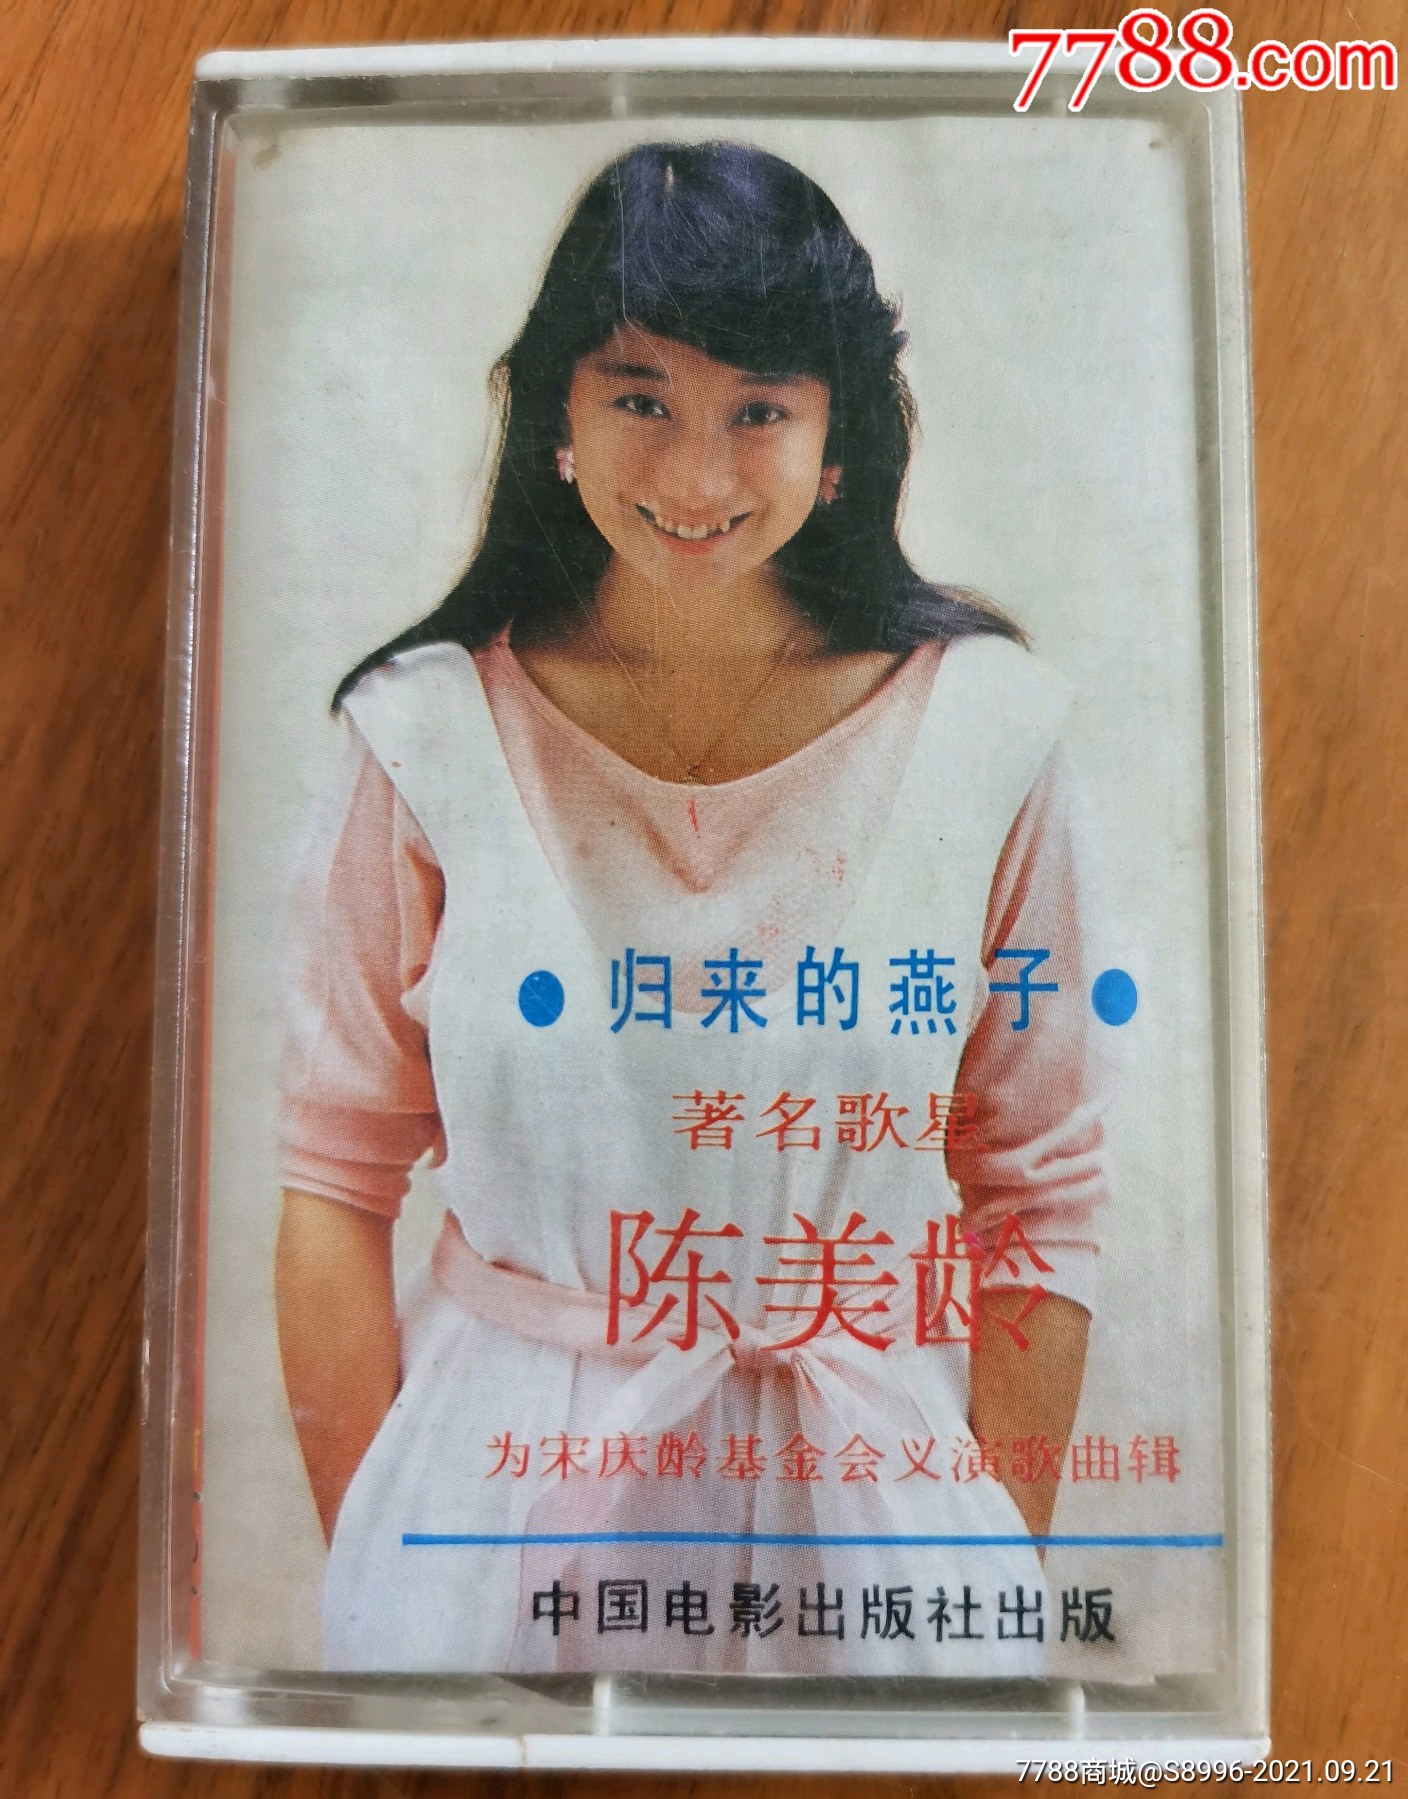 7788.com
归来的燕子
著名歌星
陈美龄
为宋庆龄基金会义演歌曲辑
中国电影出版社出版
7788商城@S8996-2021.09.21